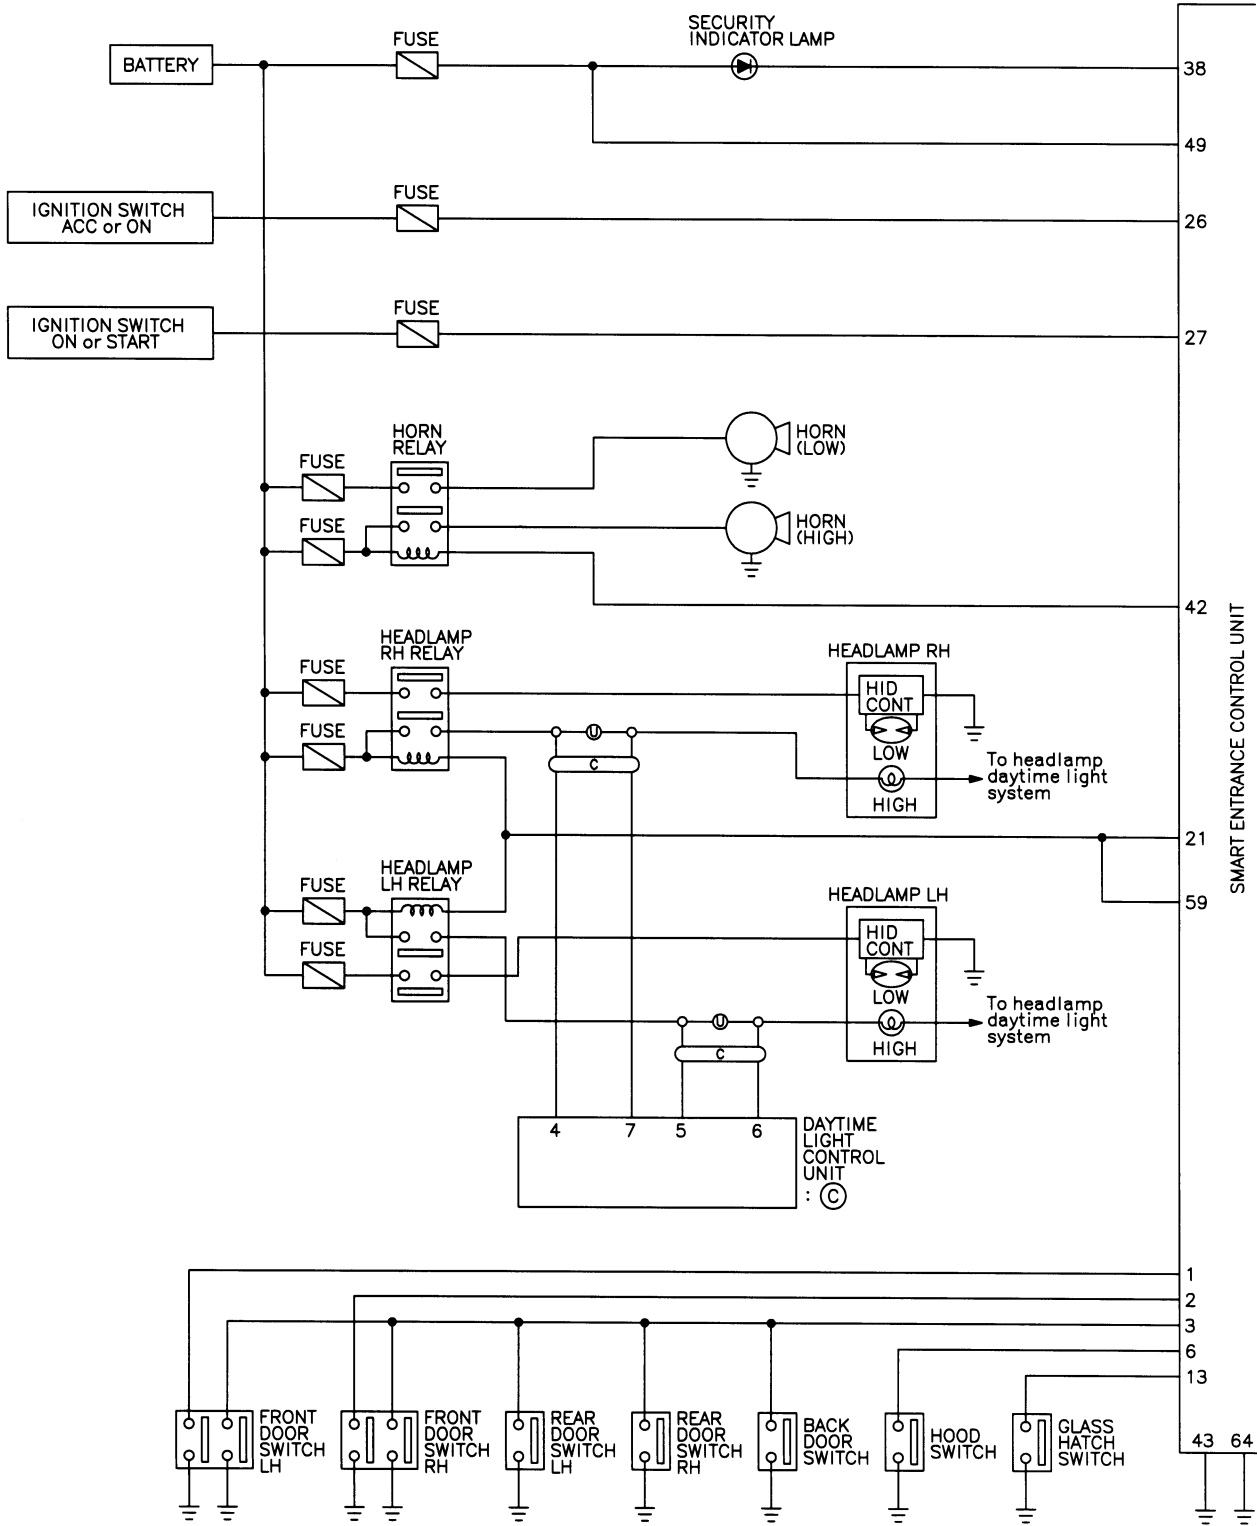 SECURITY
INDICATOR LAMP
FUSE
BATTERY
38
49
FUSE
IGNITION SWITCH
ACC or ON
26
FUSE
IGNITION SWITCH
ON or START
27
HORN
RELAY
HORN
(LOW)
FUSE
FUSE
HORN
(HIGH)
42
SMART ENTRANCE CONTROL UNIT
HEADLAMP
RH RELAY
HEADLAMP RH
FUSE
HID
CONT
U
FUSE
C
LOW
HIGH
To headlamp
daytime light
system
21
HEADLAMP
LH RELAY
FUSE
HEADLAMP LH
59
HID
CONT
FUSE
LOW
U
HIGH
To headlamp
daytime light
system
C
4
7
5
6
DAYTIME
LIGHT
CONTROL
UNIT
: C
1
2
3
6
13
FRONT
DOOR
SWITCH
LH
FRONT
DOOR
SWITCH
RH
REAR
DOOR
SWITCH
LH
REAR
DOOR
SWITCH
RH
BACK
DOOR
SWITCH
HOOD
SWITCH
GLASS
HATCH
SWITCH
43
64